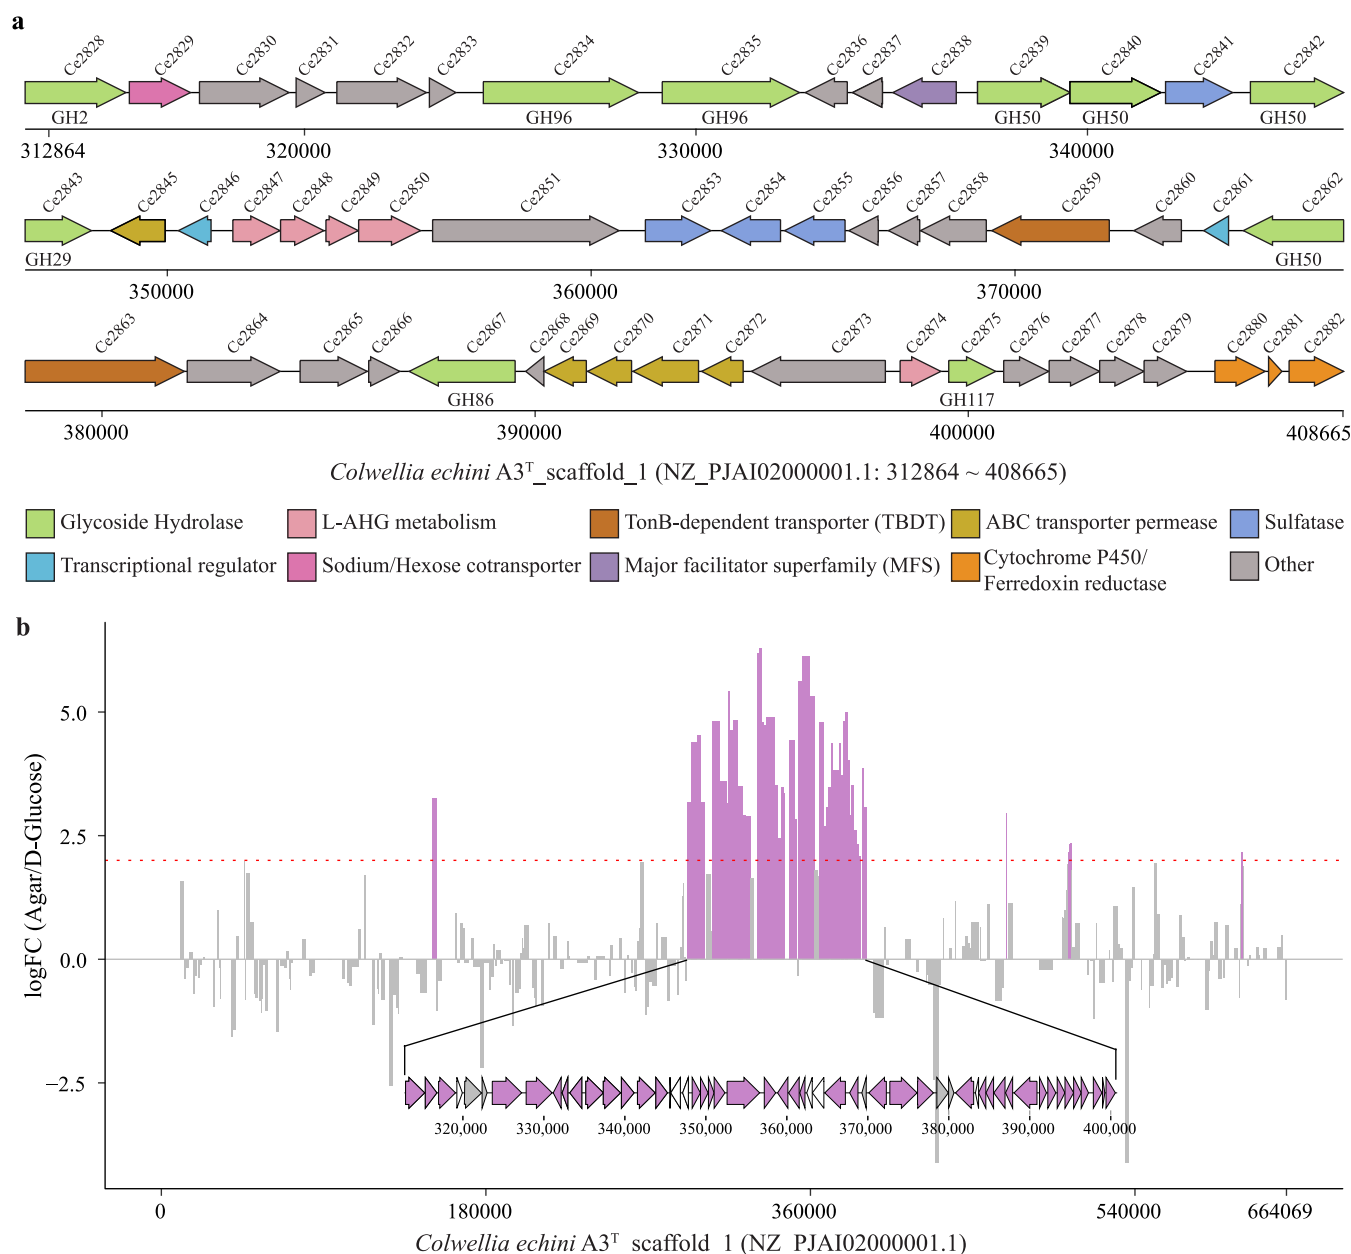 a
Ce2828 Ce2829 Ce2830 Ce2831 Ce2832 Ce2833 Ce2834 Ce2835 Ce2836 Ce2837 Ce2838 Ce2839 Ce2840 Ce2841 Ce2842
GH2 GH96 GH96 GH50 GH50 GH50
312864 320000 330000 340000
Ce2843 Ce2845 Ce2846 Ce2847 Ce2848 Ce2849 Ce2850 Ce2851 Ce2853 Ce2854 Ce2855 Ce2856 Ce2857 Ce2858 Ce2859 Ce2860 Ce2861 Ce2862
GH29 GH50
350000 360000 370000
Ce2863 Ce2864 Ce2865 Ce2866 Ce2867 Ce2868 Ce2869 Ce2870 Ce2871 Ce2872 Ce2873 Ce2874 Ce2875 Ce2876 Ce2877 Ce2878 Ce2879 Ce2880 Ce2881 Ce2882
GH86 GH117
380000 390000 400000 408665
Colwellia echini A3ᵀ_scaffold_1 (NZ_PJAI02000001.1: 312864 ~ 408665)
Glycoside Hydrolase L-AHG metabolism TonB-dependent transporter (TBDT) ABC transporter permease Sulfatase
Transcriptional regulator Sodium/Hexose cotransporter Major facilitator superfamily (MFS) Cytochrome P450/
Ferredoxin reductase Other
b
logFC (Agar/D-Glucose)
5.0
2.5
0.0
−2.5
320,000 330,000 340,000 350,000 360,000 370,000 380,000 390,000 400,000
0 180000 360000 540000 664069
Colwellia echini A3ᵀ scaffold 1 (NZ PJAI02000001.1)